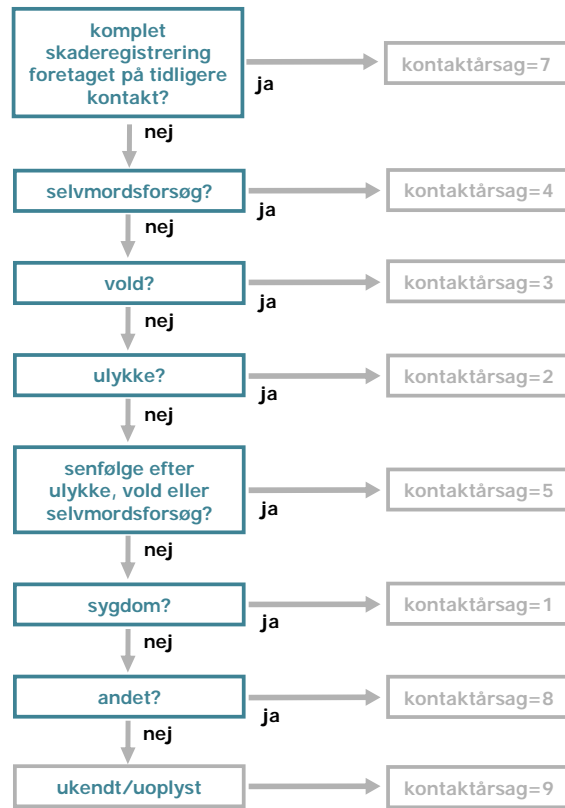 komplet
skaderegistrering
foretaget på tidligere
kontakt?
ja
kontaktårsag=7
nej
selvmordsforsøg?
ja
kontaktårsag=4
nej
vold?
ja
kontaktårsag=3
nej
ulykke?
ja
kontaktårsag=2
nej
senfølge efter
ulykke, vold eller
selvmordsforsøg?
ja
kontaktårsag=5
nej
sygdom?
ja
kontaktårsag=1
nej
andet?
ja
kontaktårsag=8
nej
ukendt/uoplyst
kontaktårsag=9